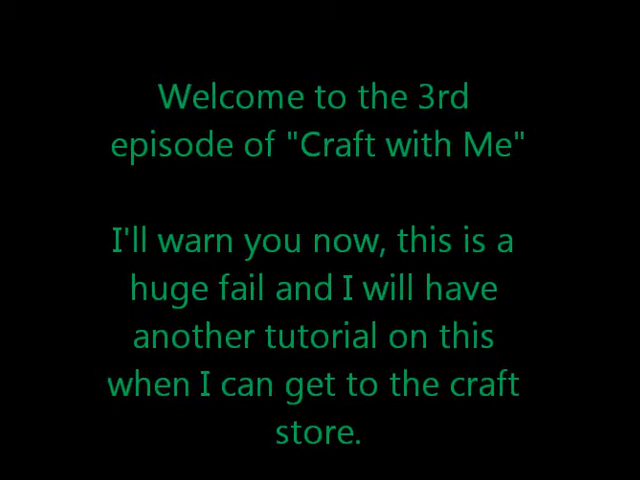 Welcome to the 3rd
episode of "Craft with Me"
I'll warn you now, this is a
huge fail and I will have
another tutorial on this
when I can get to the craft
store.